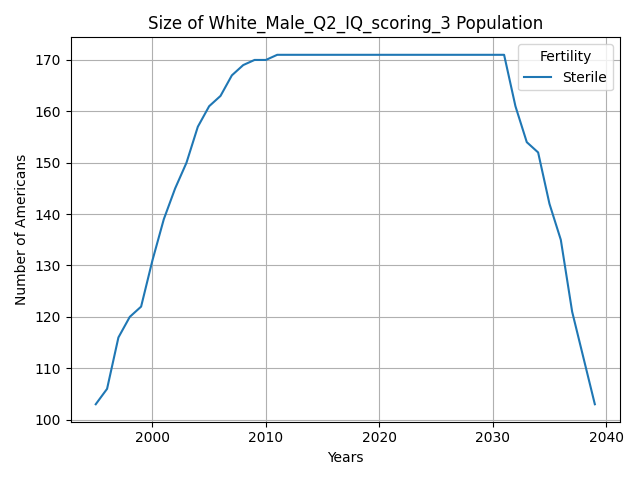 Size of White_Male_Q2_IQ_scoring_3 Population
Fertility
Sterile
Number of Americans
170
160
150
140
130
120
110
100
2000 2010 2020 2030 2040
Years